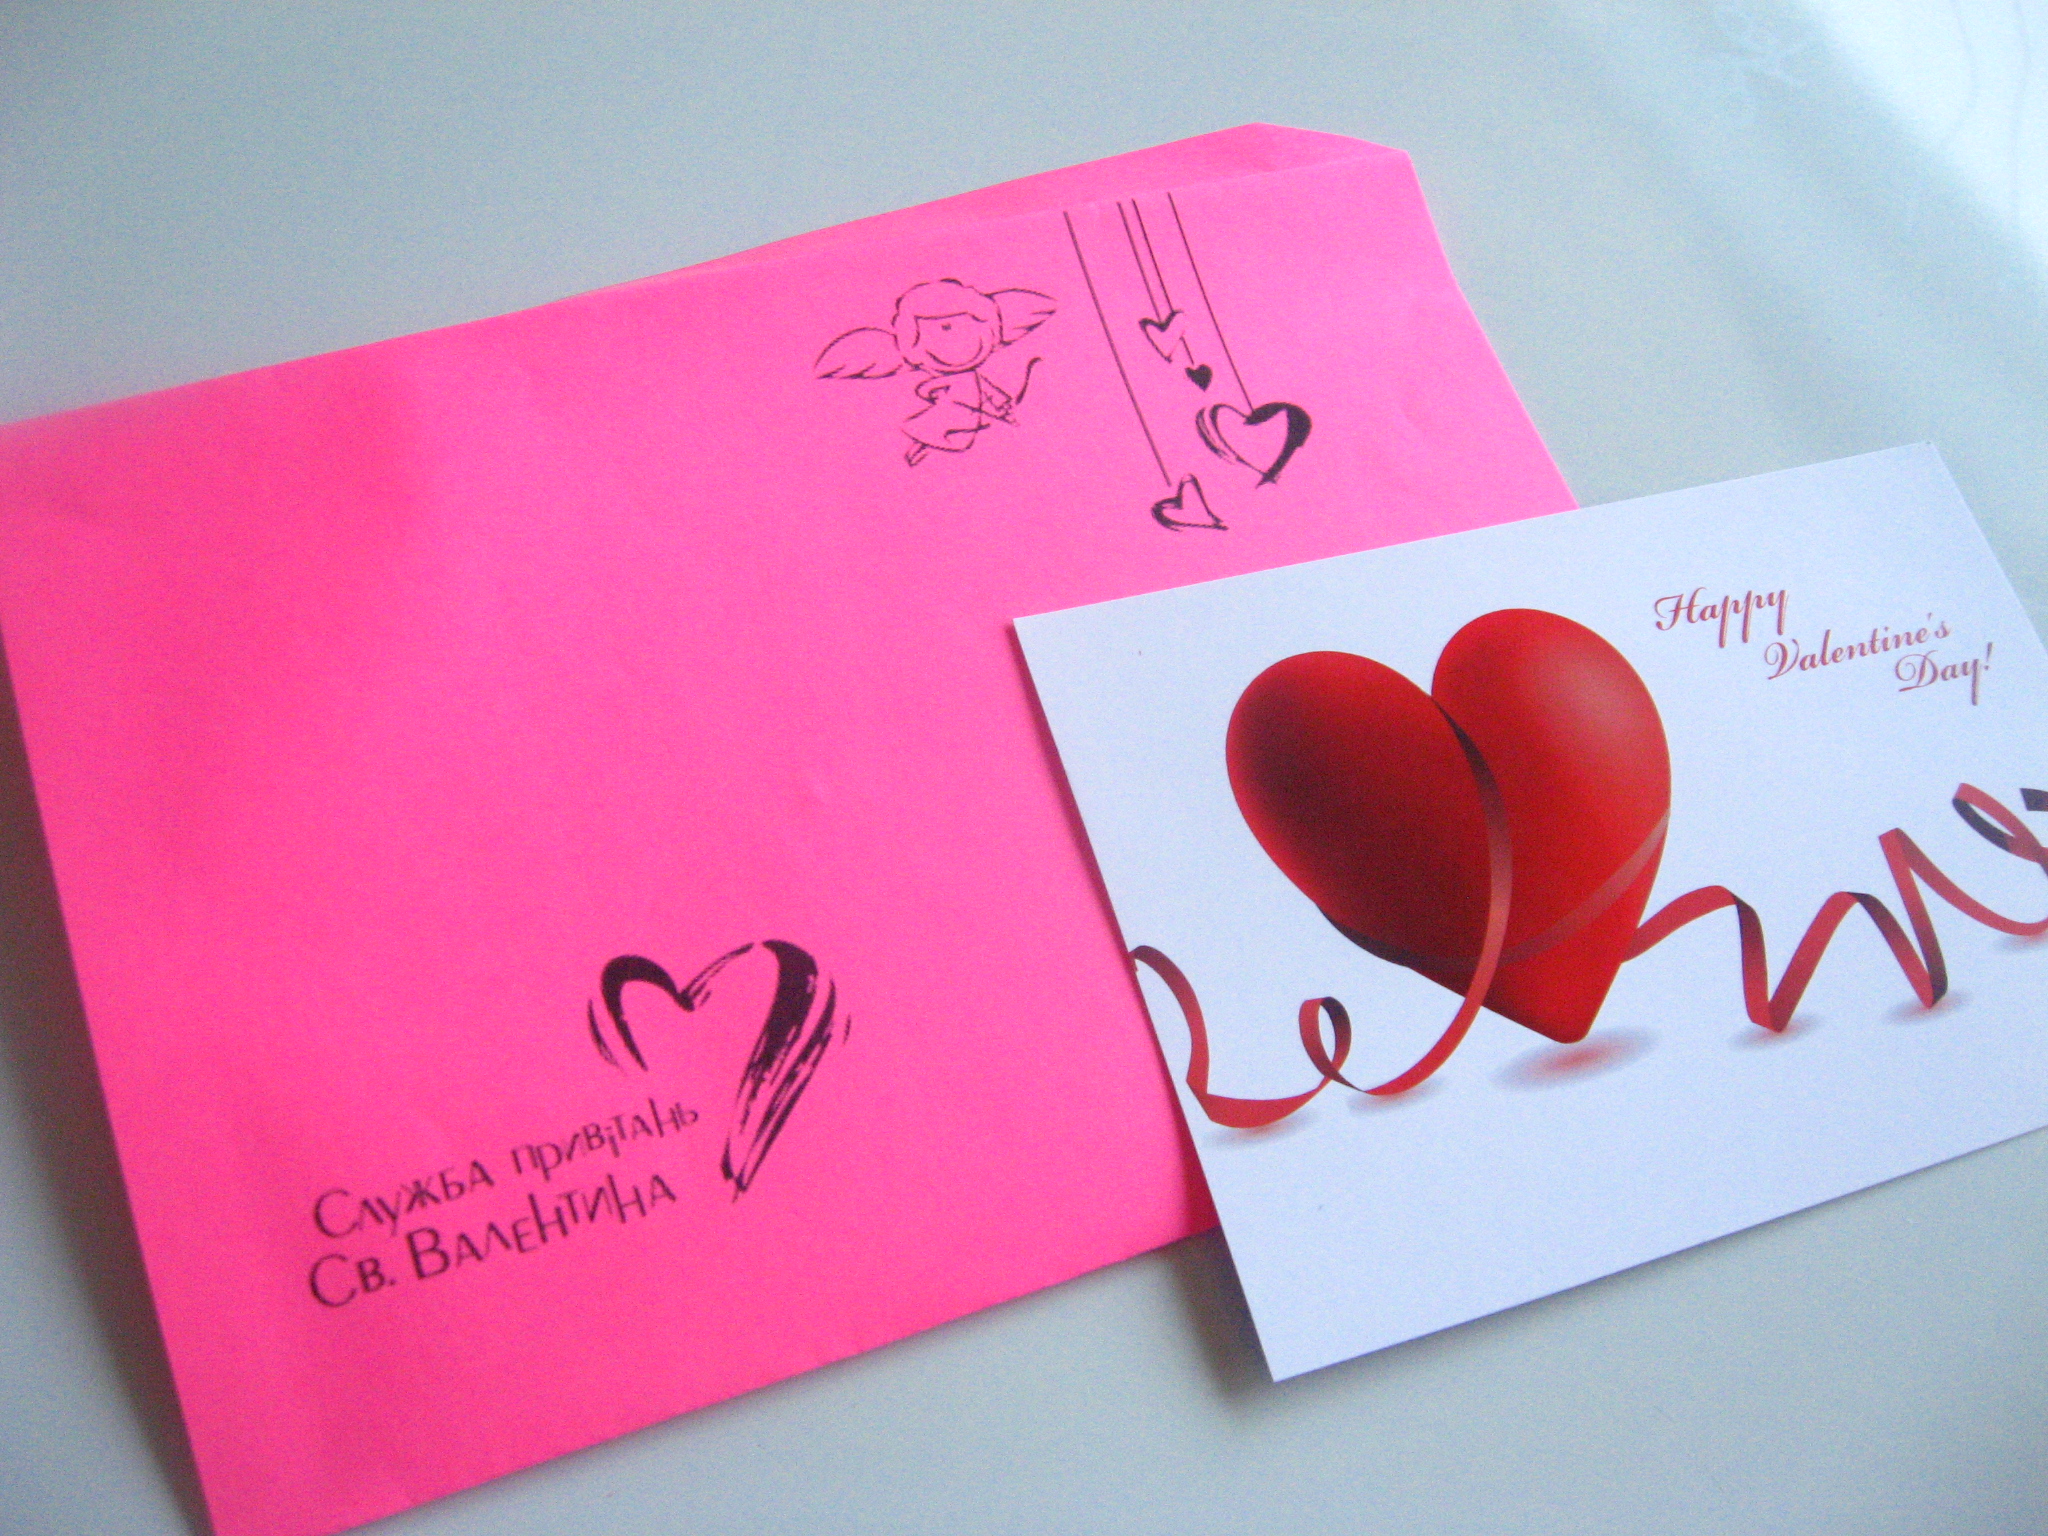 Служба привітань
Св. Валентина
Happy
Valentine's
Day!